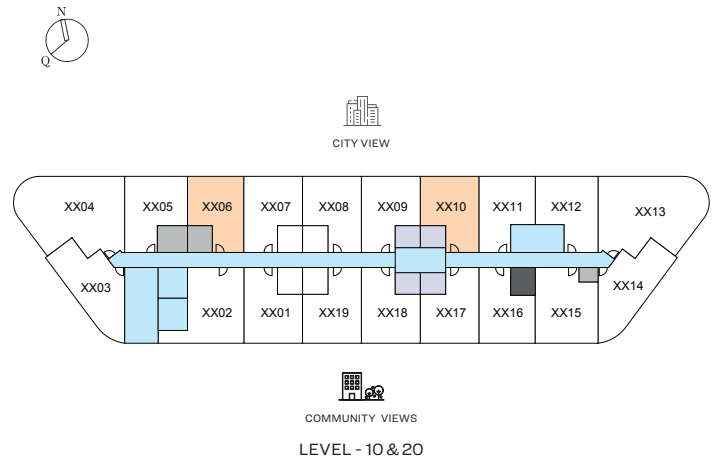 N
Q
CITY VIEW
XX04 XX05 XX06 XX07 XX08 XX09 XX10 XX11 XX12 XX13
XX03 XX02 XX01 XX19 XX18 XX17 XX16 XX15 XX14
COMMUNITY VIEWS
LEVEL - 10 & 20